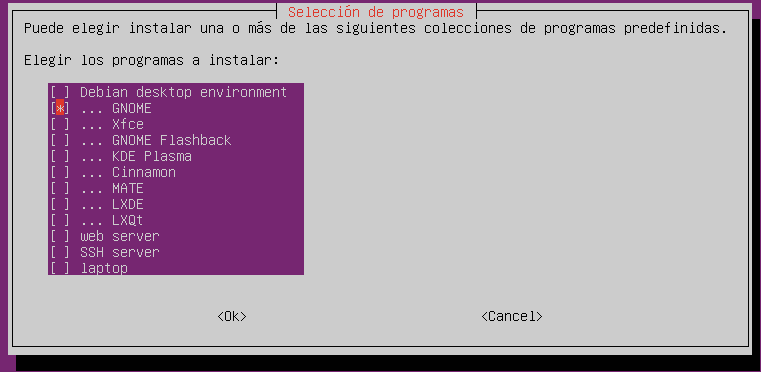 Selección de programas
Puede elegir instalar una o más de las siguientes colecciones de programas predefinidas.
Elegir los programas a instalar:
[ ] Debian desktop environment
[*] ... GNOME
[ ] ... Xfce
[ ] ... GNOME Flashback
[ ] ... KDE Plasma
[ ] ... Cinnamon
[ ] ... MATE
[ ] ... LXDE
[ ] ... LXQt
[ ] web server
[ ] SSH server
[ ] laptop
<Ok> <Cancel>